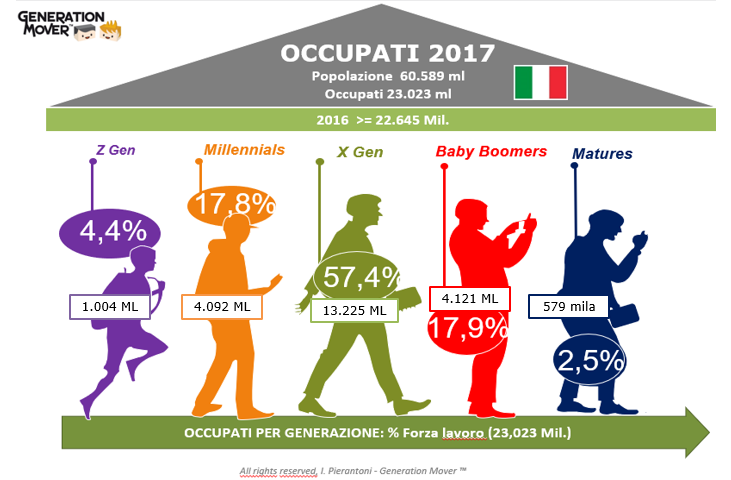 GENERATION
MOVER™
OCCUPATI 2017
Popolazione 60.589 ml
Occupati 23.023 ml
2016 >= 22.645 Mil.
Z Gen
Millennials
X Gen
Baby Boomers
Matures
4,4%
17,8%
57,4%
17,9%
2,5%
1.004 ML
4.092 ML
13.225 ML
4.121 ML
579 mila
OCCUPATI PER GENERAZIONE: % Forza lavoro (23,023 Mil.)
All rights reserved, I. Pierantoni - Generation Mover ™